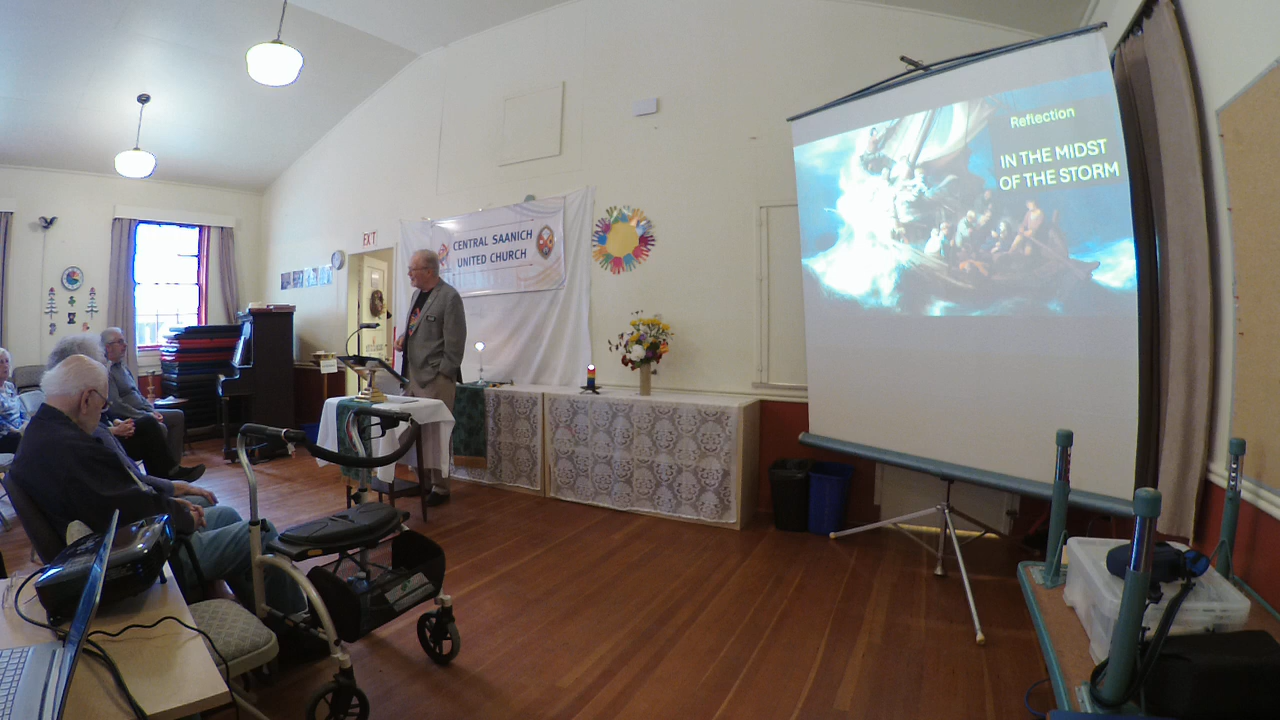 EXIT
CENTRAL SAANICH
UNITED CHURCH
Reflection
IN THE MIDST
OF THE STORM